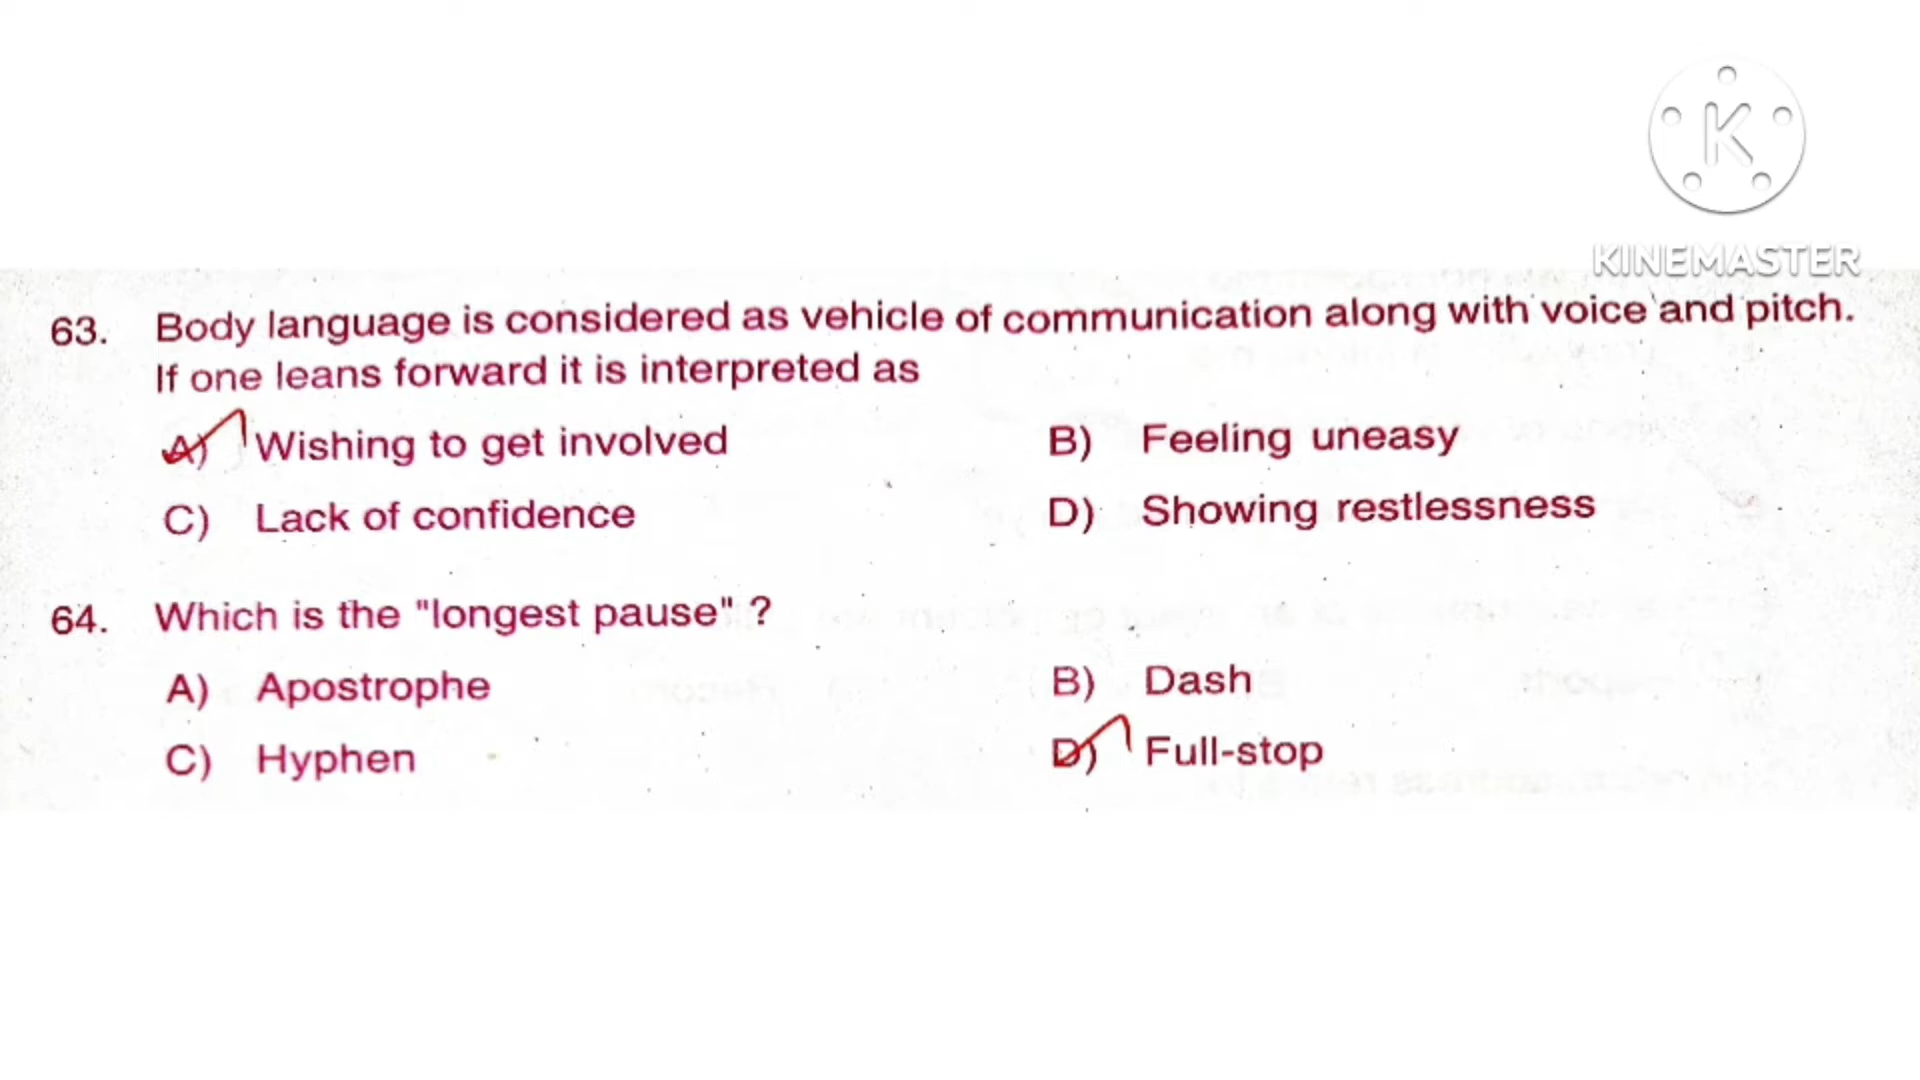 K
KINEMASTER
63. Body language is considered as vehicle of communication along with voice and pitch.
If one leans forward it is interpreted as
A) Wishing to get involved
B) Feeling uneasy
C) Lack of confidence
D) Showing restlessness
64. Which is the "longest pause" ?
A) Apostrophe
B) Dash
C) Hyphen
D) Full-stop